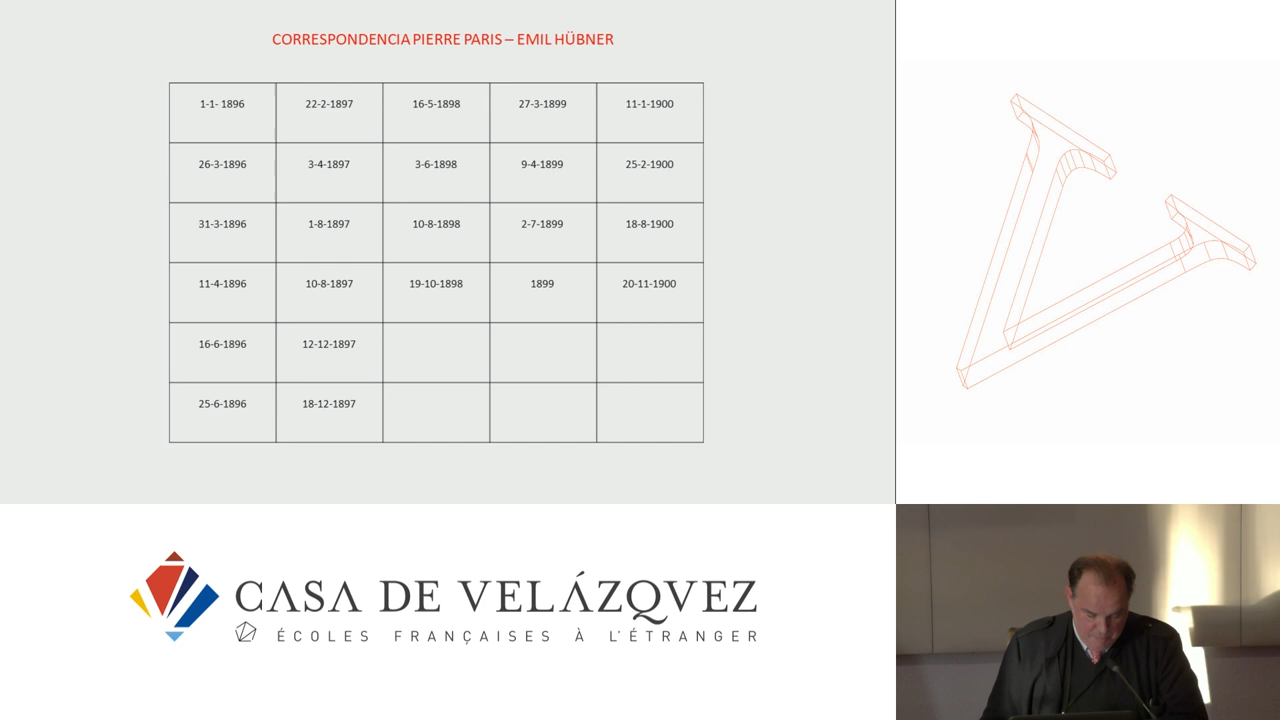 CORRESPONDENCIA PIERRE PARIS – EMIL HÜBNER
1-1- 1896 22-2-1897 16-5-1898 27-3-1899 11-1-1900
26-3-1896 3-4-1897 3-6-1898 9-4-1899 25-2-1900
31-3-1896 1-8-1897 10-8-1898 2-7-1899 18-8-1900
11-4-1896 10-8-1897 19-10-1898 1899 20-11-1900
16-6-1896 12-12-1897
25-6-1896 18-12-1897
CASA DE VELÁZQVEZ
ÉCOLES FRANÇAISES À L'ÉTRANGER